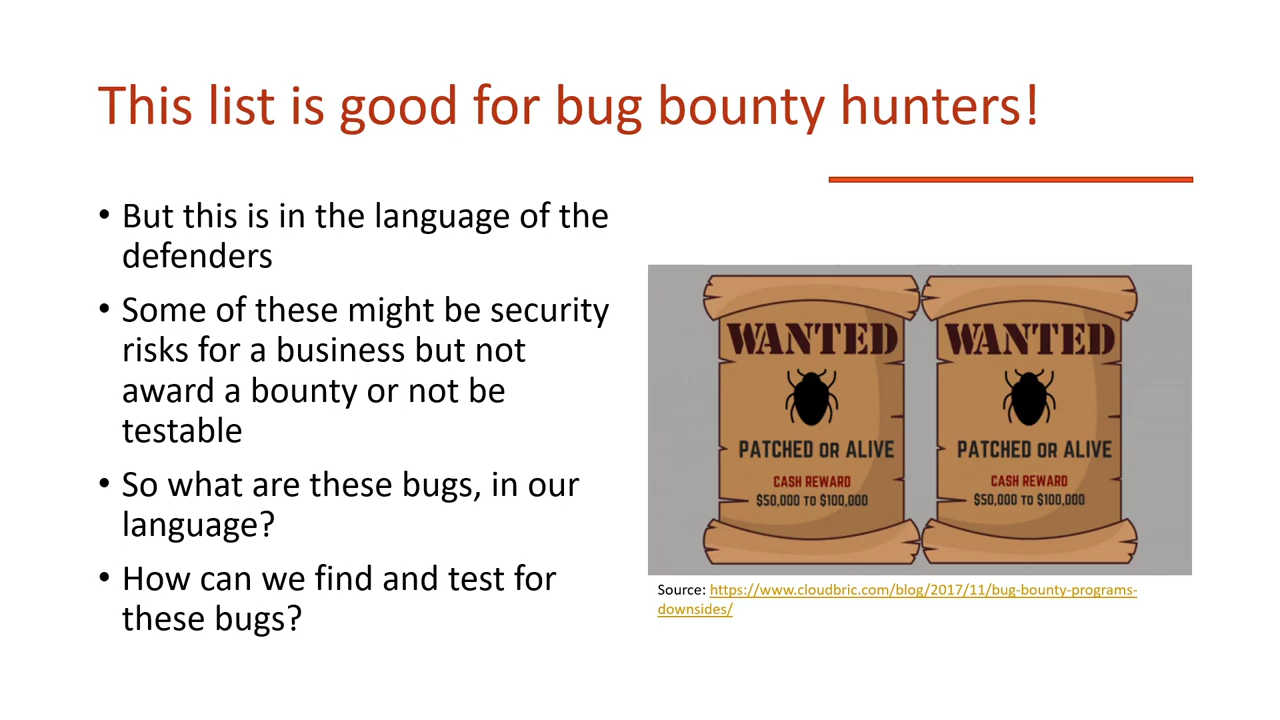 This list is good for bug bounty hunters!
• But this is in the language of the
defenders
• Some of these might be security
risks for a business but not
award a bounty or not be
testable
• So what are these bugs, in our
language?
• How can we find and test for
these bugs?
WANTED
PATCHED OR ALIVE
CASH REWARD
$50,000 TO $100,000
WANTED
PATCHED OR ALIVE
CASH REWARD
$50,000 TO $100,000
Source: https://www.cloudbric.com/blog/2017/11/bug-bounty-programs-
downsides/